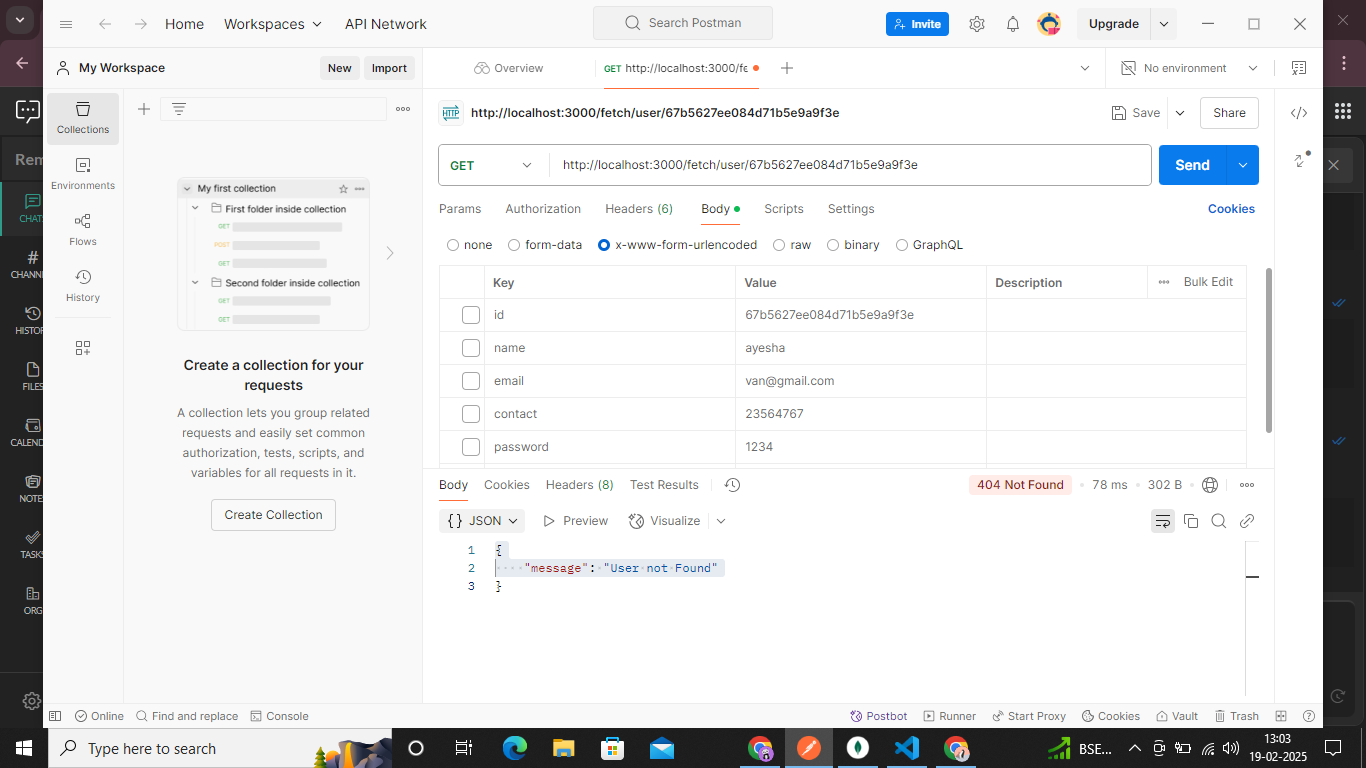 Home
Workspaces
API Network
Search Postman
Invite
Upgrade
My Workspace
New
Import
Overview
GET http://localhost:3000/fe
No environment
HTTP
http://localhost:3000/fetch/user/67b5627ee084d71b5e9a9f3e
Save
Share
GET
http://localhost:3000/fetch/user/67b5627ee084d71b5e9a9f3e
Send
Params
Authorization
Headers (6)
Body
Scripts
Settings
Cookies
none
form-data
x-www-form-urlencoded
raw
binary
GraphQL
Key
Value
Description
Bulk Edit
id
67b5627ee084d71b5e9a9f3e
name
ayesha
email
van@gmail.com
contact
23564767
password
1234
Body
Cookies
Headers (8)
Test Results
404 Not Found
78 ms
302 B
{} JSON
Preview
Visualize
1 {
2 "message": "User not Found"
3 }
Collections
Environments
Flows
History
My first collection
First folder inside collection
GET
POST
GET
Second folder inside collection
GET
GET
Create a collection for your
requests
A collection lets you group related
requests and easily set common
authorization, tests, scripts, and
variables for all requests in it.
Create Collection
Rem
CHAT
CHANN
HISTOR
FILES
CALEND
NOTE
TASK
ORG
Online
Find and replace
Console
Postbot
Runner
Start Proxy
Cookies
Vault
Trash
Type here to search
BSE...
13:03
19-02-2025